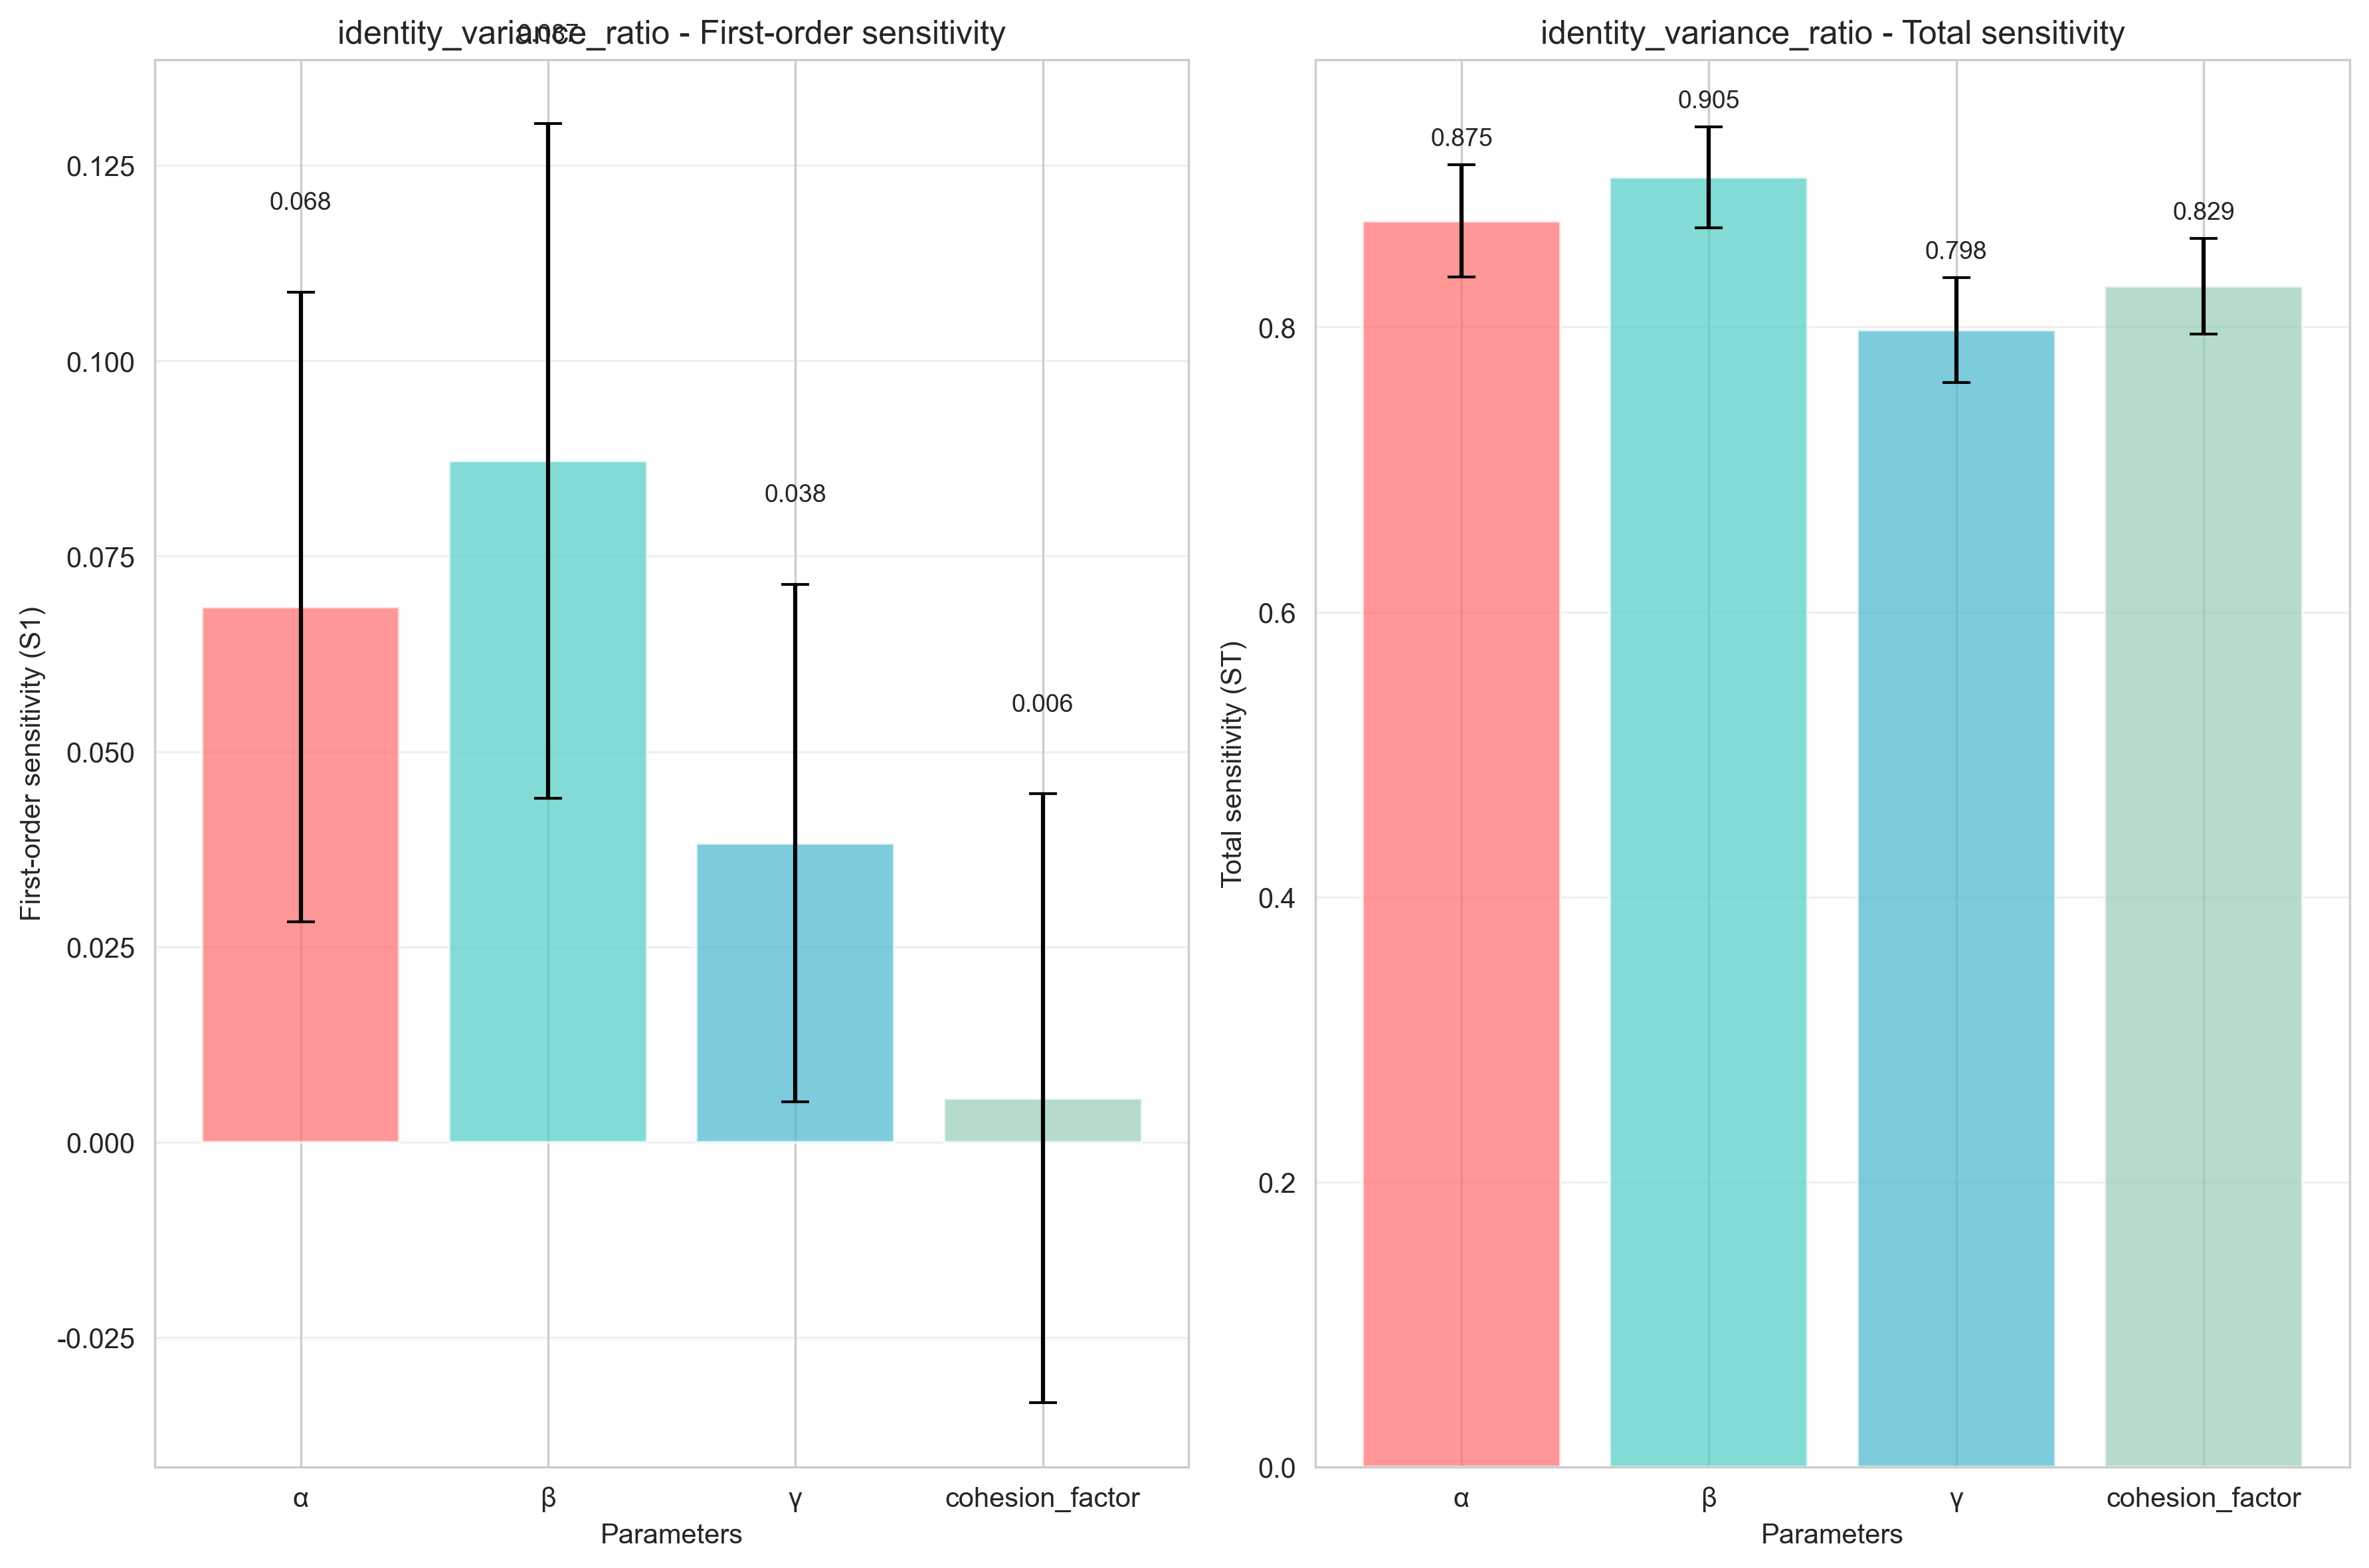 identity_variance_ratio - First-order sensitivity
0.087
0.125
0.100
0.075
0.050
0.025
0.000
-0.025
First-order sensitivity (S1)
0.068
0.038
0.006
α
β
γ
cohesion_factor
Parameters
identity_variance_ratio - Total sensitivity
0.8
0.6
0.4
0.2
0.0
Total sensitivity (ST)
0.875
0.905
0.798
0.829
α
β
γ
cohesion_factor
Parameters